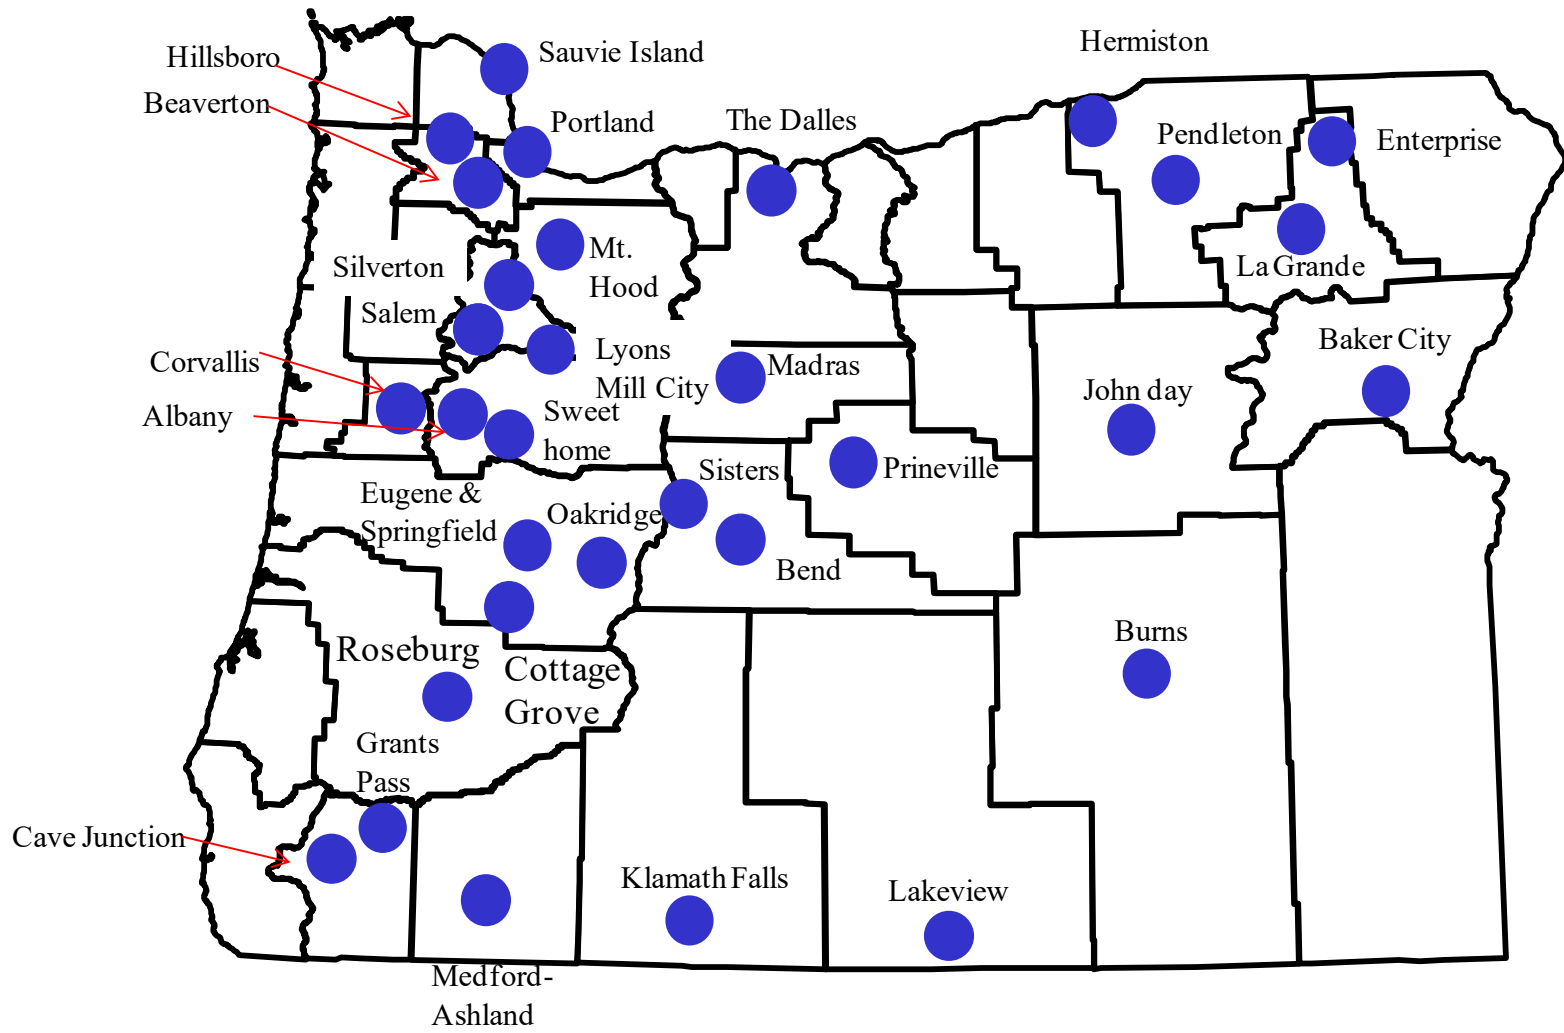 Hermiston
Sauvie Island
Hillsboro
Beaverton
Portland
The Dalles
Pendleton
Enterprise
Mt.
Hood
Silverton
La Grande
Salem
Baker City
Lyons
Mill City
Madras
Corvallis
John day
Albany
Sweet
home
Sisters
Prineville
Eugene &
Springfield
Oakridge
Bend
Burns
Roseburg
Cottage
Grove
Grants
Pass
Cave Junction
Klamath Falls
Lakeview
Medford-
Ashland